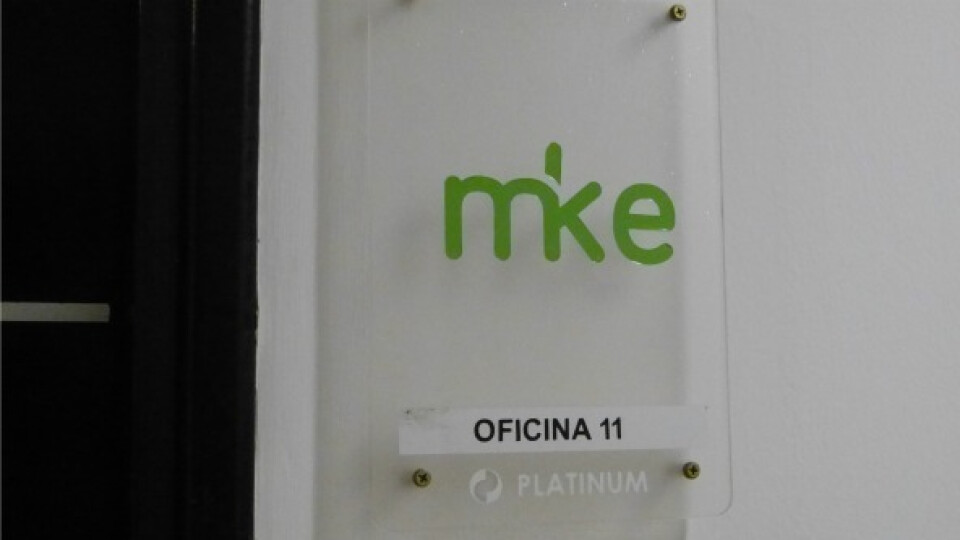 mke
OFICINA 11
PLATINUM